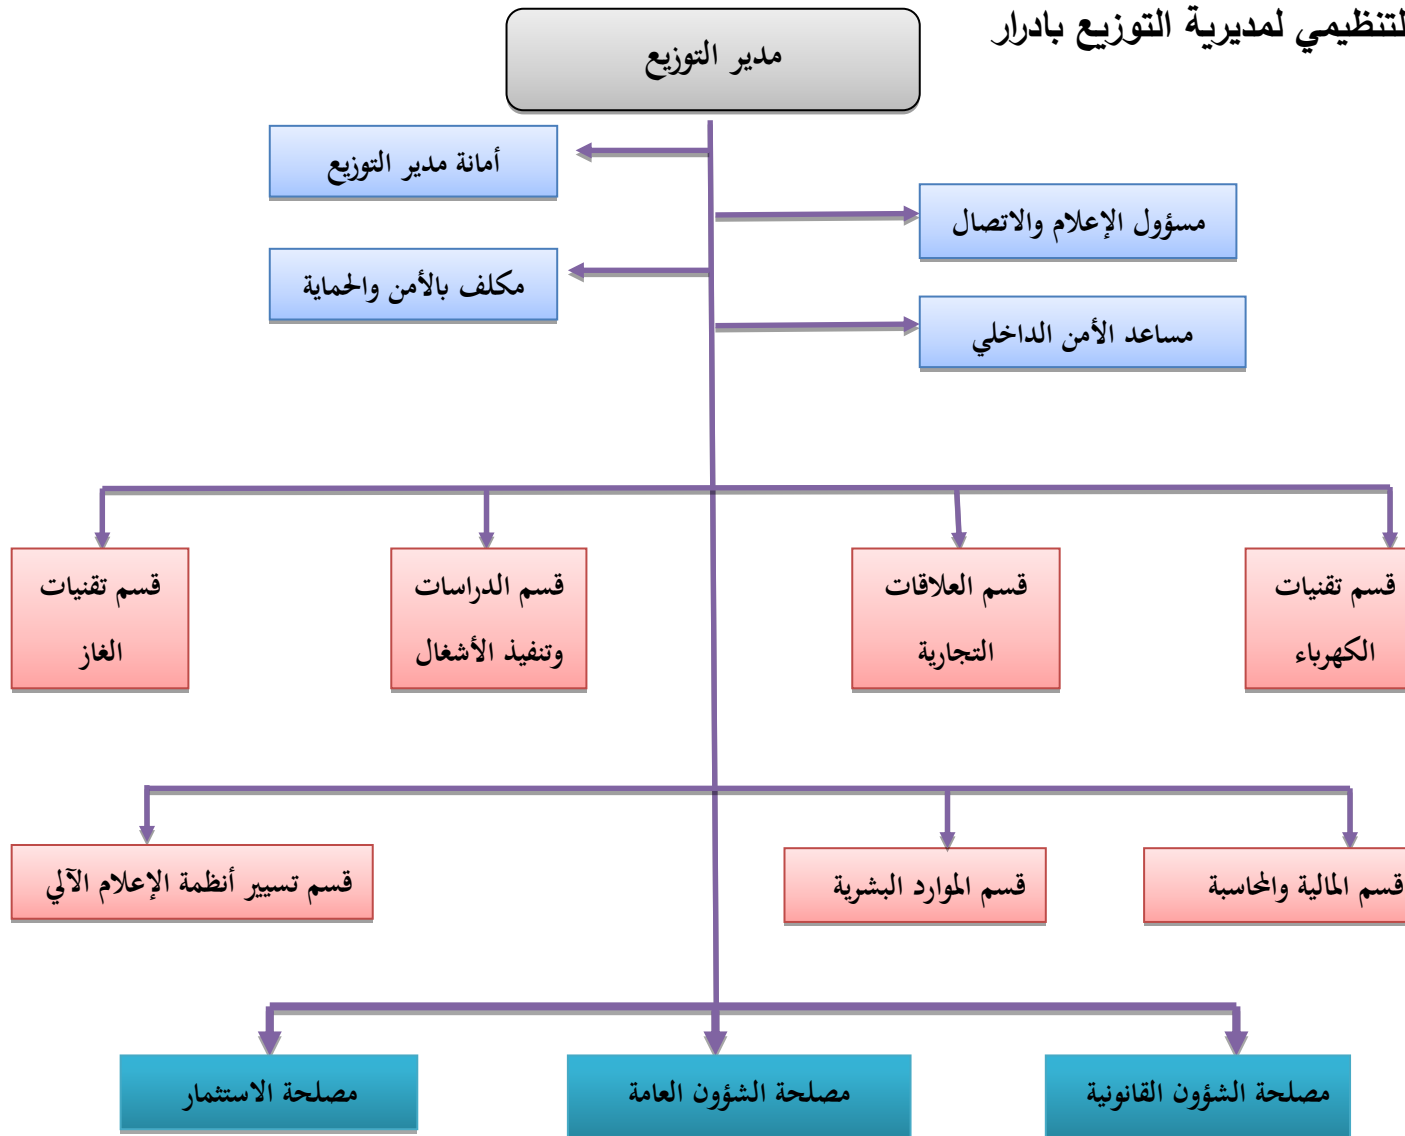 لتنظيمي لمديرية التوزيع بادرار
مدير التوزيع
أمانة مدير التوزيع
مسؤول الإعلام والاتصال
مكلف بالأمن والحماية
مساعد الأمن الداخلي
قسم تقنيات
الكهرباء
قسم العلاقات
التجارية
قسم الدراسات
وتنفيذ الأشغال
قسم تقنيات
الغاز
قسم المالية والمحاسبة
قسم الموارد البشرية
قسم تسيير أنظمة الإعلام الآلي
مصلحة الشؤون القانونية
مصلحة الشؤون العامة
مصلحة الاستثمار